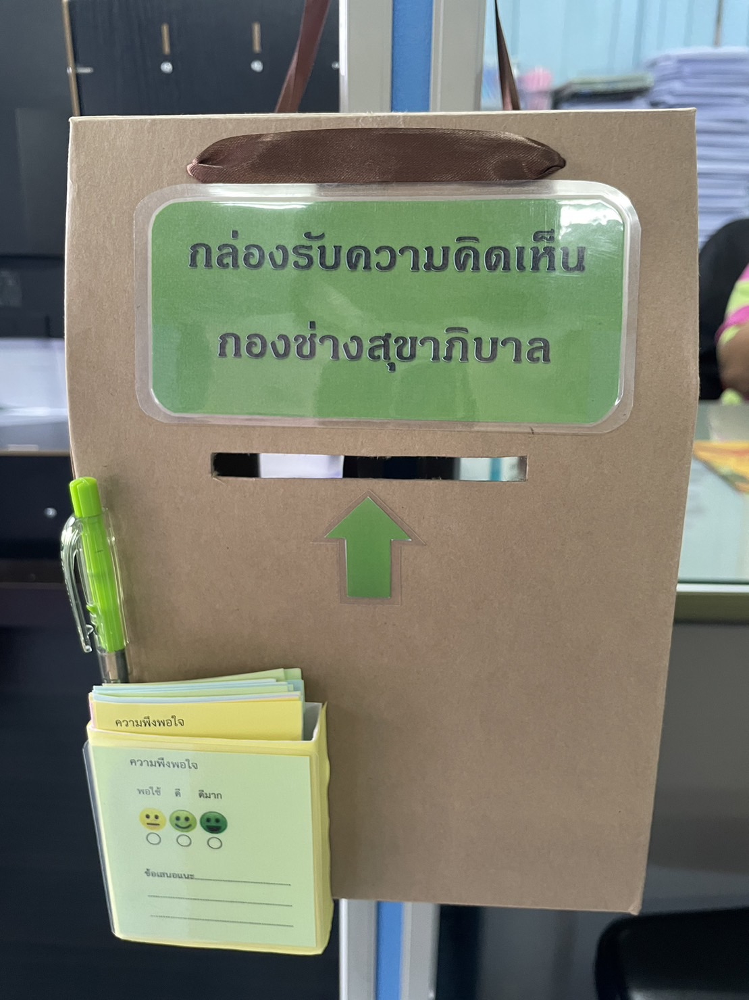 กล่องรับความคิดเห็น
กองช่างสุขาภิบาล
ความพึงพอใจ
ความพึงพอใจ
พอใช้ ดี ดีมาก
ข้อเสนอแนะ